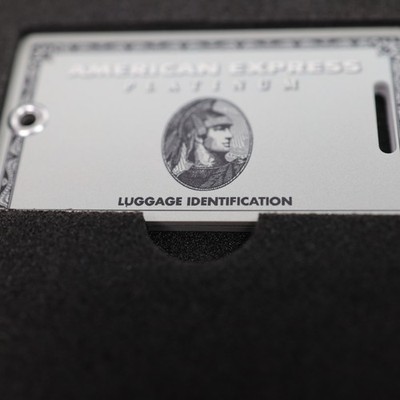 AMERICAN EXPRESS
PLATINUM
LUGGAGE IDENTIFICATION